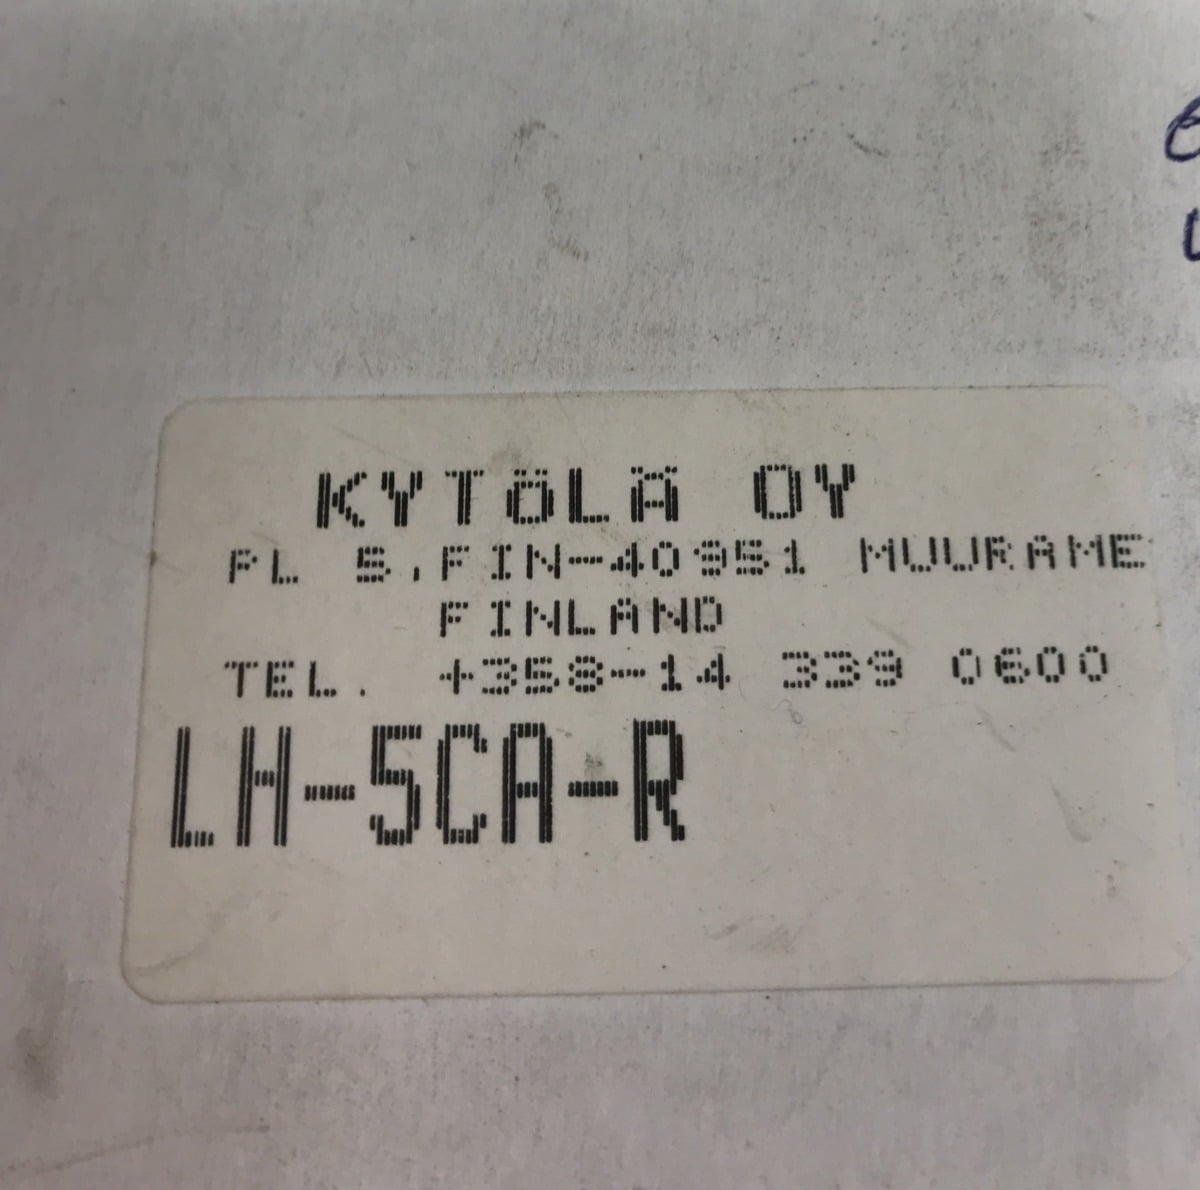 KYTÖLÄ OY
PL 5,FIN-40951 MUURAME
FINLAND
TEL. +358-14 339 0600
LH-5CA-R